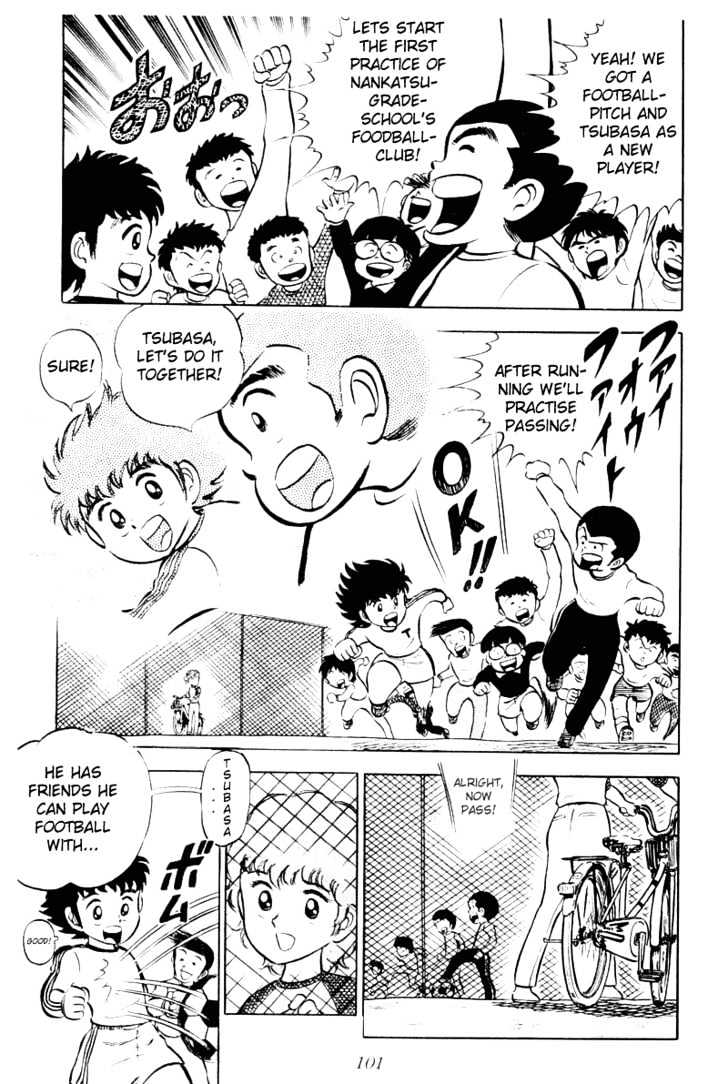 YEAH! WE
GOT A
FOOTBALL-
PITCH AND
TSUBASA AS
A NEW
PLAYER!
LETS START
THE FIRST
PRACTICE OF
NANKATSU-
GRADE-
SCHOOL'S
FOODBALL-
CLUB!
おおっ
TSUBASA,
LET'S DO IT
TOGETHER!
SURE!
AFTER RUN-
NING WE'LL
PRACTISE
PASSING!
ファイ
オウ
ファイト
OK!!
HE HAS
FRIENDS HE
CAN PLAY
FOOTBALL
WITH...
TSUBASA
...
ALRIGHT,
NOW
PASS!
GOOD!
ボム
101